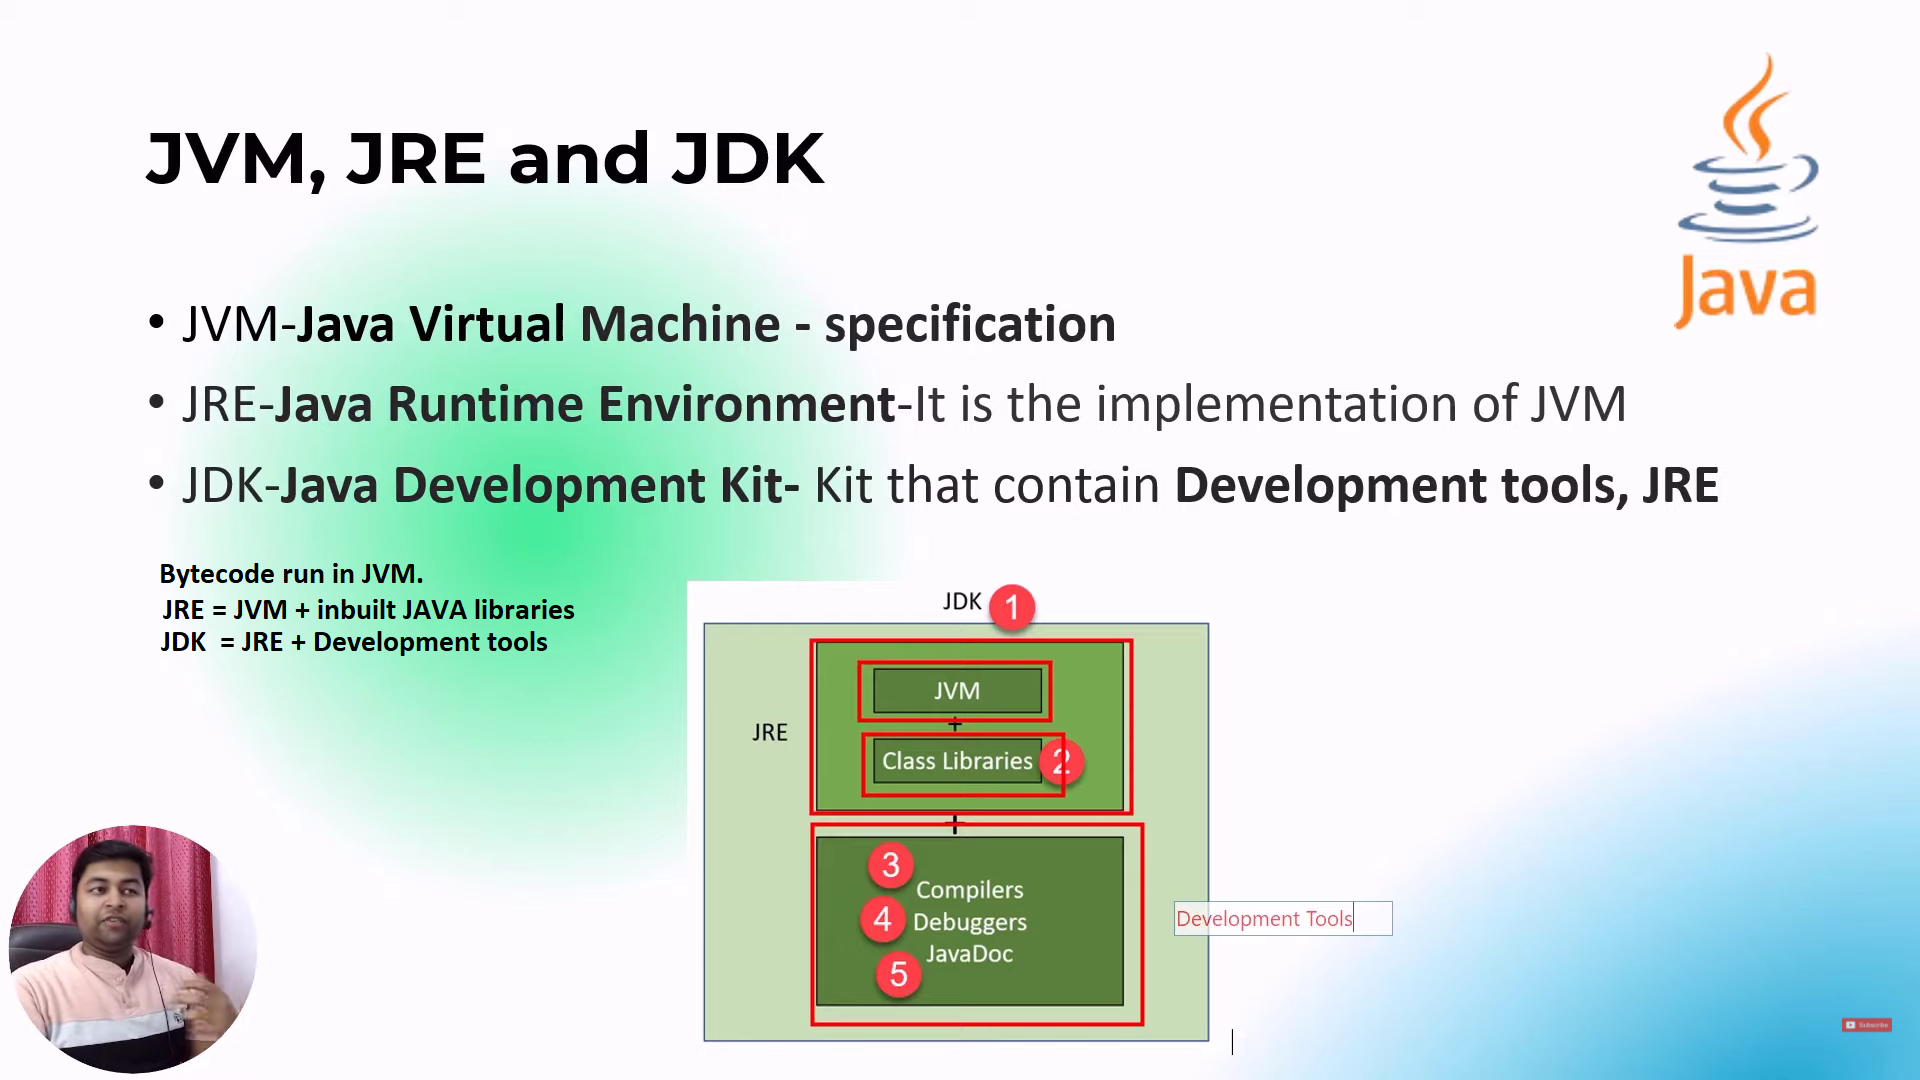 JVM, JRE and JDK
Java
• JVM-Java Virtual Machine - specification
• JRE-Java Runtime Environment-It is the implementation of JVM
• JDK-Java Development Kit- Kit that contain Development tools, JRE
Bytecode run in JVM.
JRE = JVM + inbuilt JAVA libraries
JDK = JRE + Development tools
JDK 1
JVM
+
JRE
Class Libraries 2
+
3
Compilers
4 Debuggers
JavaDoc
5
Development Tools
Subscribe